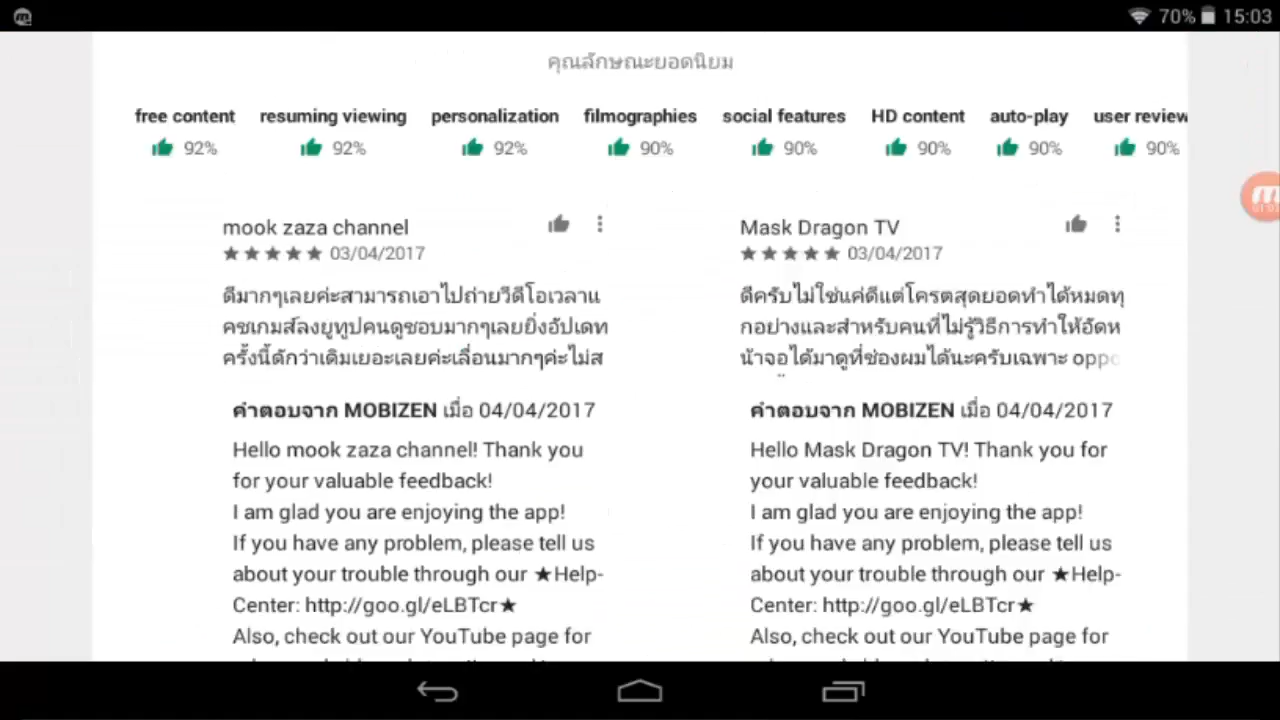 70% 15:03
คุณลักษณะยอดนิยม
free content resuming viewing personalization filmographies social features HD content auto-play user review
92% 92% 92% 90% 90% 90% 90% 90%
mook zaza channel
03/04/2017
ดีมากๆเลยค่ะสามารถเอาไปถ่ายวีดีโอเวลาแ
คชเกมส์ลงยูทูปคนดูชอบมากๆเลยยิ่งอัปเดท
ครั้งนี้ดักว่าเดิมเยอะเลยค่ะเลื่อนมากๆค่ะไม่ส
คำตอบจาก MOBIZEN เมื่อ 04/04/2017
Hello mook zaza channel! Thank you
for your valuable feedback!
I am glad you are enjoying the app!
If you have any problem, please tell us
about your trouble through our ★Help-
Center: http://goo.gl/eLBTcr★
Also, check out our YouTube page for
Mask Dragon TV
03/04/2017
ดีครับไม่ใช่แค่ดีแต่โครตสุดยอดทำได้หมดทุ
กอย่างและสำหรับคนที่ไม่รู้วิธีการทำให้อัดห
น้าจอได้มาดูที่ช่องผมได้นะครับเฉพาะ oppo
คำตอบจาก MOBIZEN เมื่อ 04/04/2017
Hello Mask Dragon TV! Thank you for
your valuable feedback!
I am glad you are enjoying the app!
If you have any problem, please tell us
about your trouble through our ★Help-
Center: http://goo.gl/eLBTcr★
Also, check out our YouTube page for